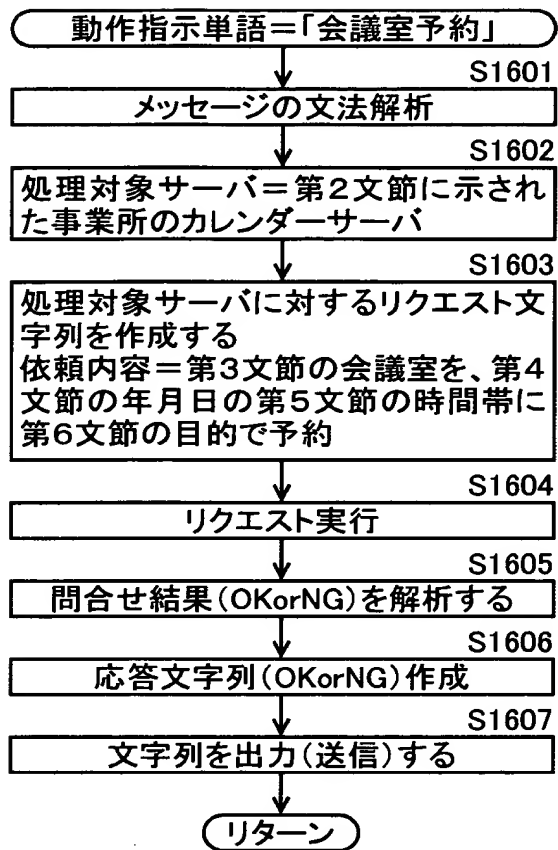 動作指示単語＝「会議室予約」
S1601
メッセージの文法解析
S1602
処理対象サーバ＝第2文節に示され
た事業所のカレンダーサーバ
S1603
処理対象サーバに対するリクエスト文
字列を作成する
依頼内容＝第3文節の会議室を、第4
文節の年月日の第5文節の時間帯に
第6文節の目的で予約
S1604
リクエスト実行
S1605
問合せ結果(OKorNG)を解析する
S1606
応答文字列(OKorNG)作成
S1607
文字列を出力(送信)する
リターン